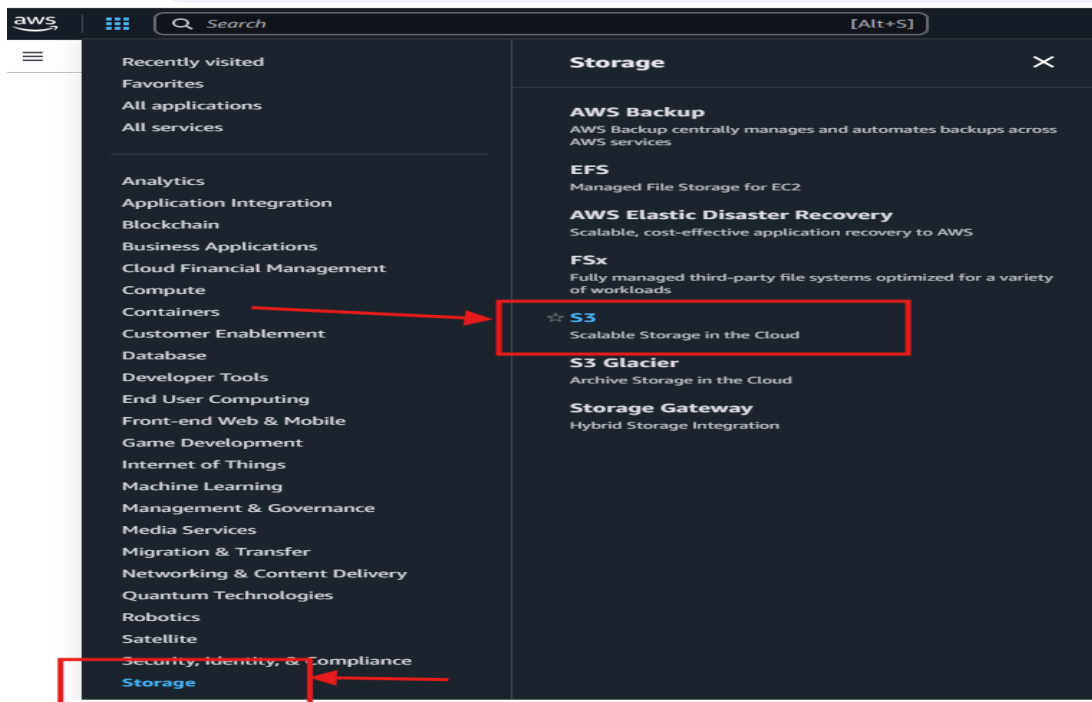 aws
Search [Alt+S]
Recently visited
Favorites
All applications
All services
Analytics
Application Integration
Blockchain
Business Applications
Cloud Financial Management
Compute
Containers
Customer Enablement
Database
Developer Tools
End User Computing
Front-end Web & Mobile
Game Development
Internet of Things
Machine Learning
Management & Governance
Media Services
Migration & Transfer
Networking & Content Delivery
Quantum Technologies
Robotics
Satellite
Security, Identity, & Compliance
Storage
Storage
AWS Backup
AWS Backup centrally manages and automates backups across
AWS services
EFS
Managed File Storage for EC2
AWS Elastic Disaster Recovery
Scalable, cost-effective application recovery to AWS
FSx
Fully managed third-party file systems optimized for a variety
of workloads
S3
Scalable Storage in the Cloud
S3 Glacier
Archive Storage in the Cloud
Storage Gateway
Hybrid Storage Integration